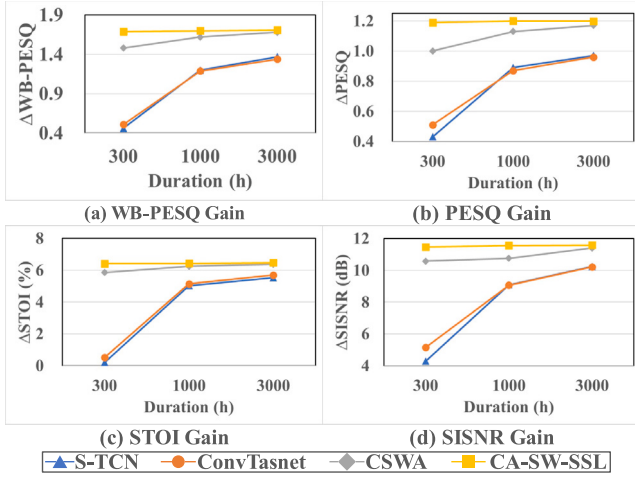 ΔWB-PESQ
1.9
1.4
0.9
0.4
300 1000 3000
Duration (h)
(a) WB-PESQ Gain
ΔPESQ
1.2
1.0
0.8
0.6
0.4
300 1000 3000
Duration (h)
(b) PESQ Gain
ΔSTOI (%)
8
6
4
2
0
300 1000 3000
Duration (h)
(c) STOI Gain
ΔSISNR (dB)
12
10
8
6
4
300 1000 3000
Duration (h)
(d) SISNR Gain
S-TCN ConvTasnet CSWA CA-SW-SSL